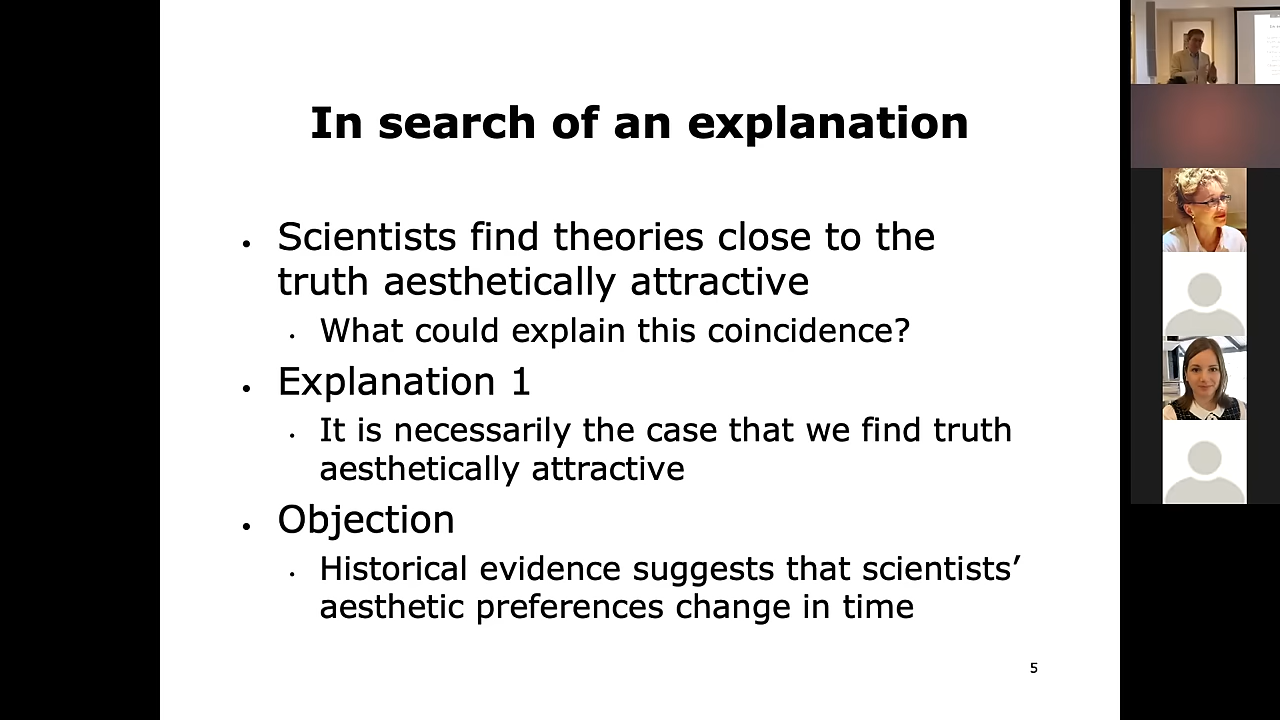 In search of an explanation
• Scientists find theories close to the
truth aesthetically attractive
• What could explain this coincidence?
• Explanation 1
• It is necessarily the case that we find truth
aesthetically attractive
• Objection
• Historical evidence suggests that scientists’
aesthetic preferences change in time
5